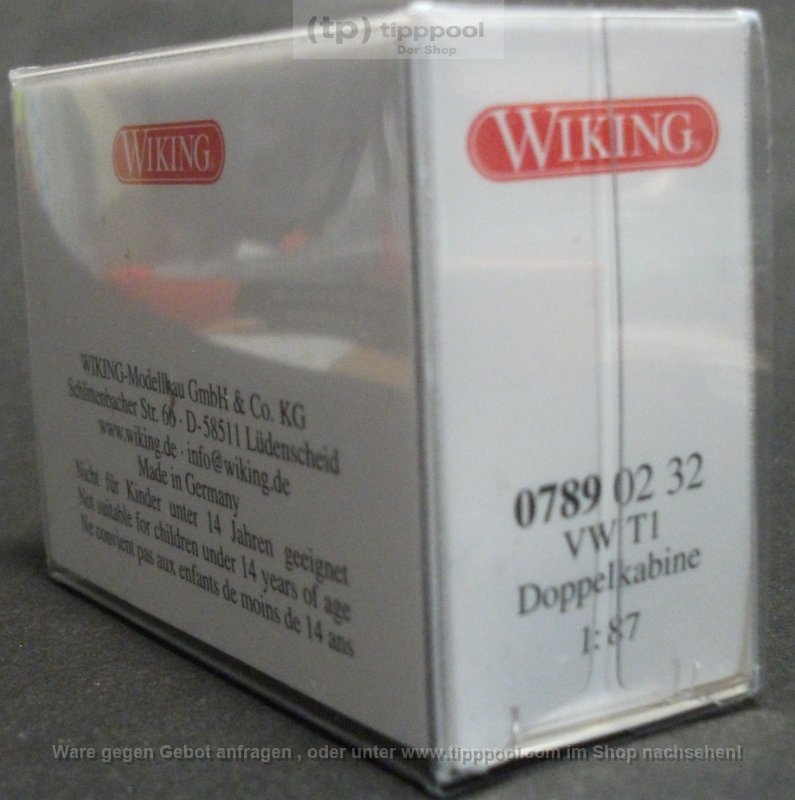 (tp) tipppool
Der Shop
WIKING®
WIKING®
WIKING-Modellbau GmbH & Co. KG
Schlittenbacher Str. 66 · D-58511 Lüdenscheid
www.wiking.de · info@wiking.de
Made in Germany
Nicht für Kinder unter 14 Jahren geeignet
Not suitable for children under 14 years of age
Ne convient pas aux enfants de moins de 14 ans
0789 02 32
VW T1
Doppelkabine
1:87
Ware gegen Gebot anfragen , oder unter www.tipppool.com im Shop nachsehen!